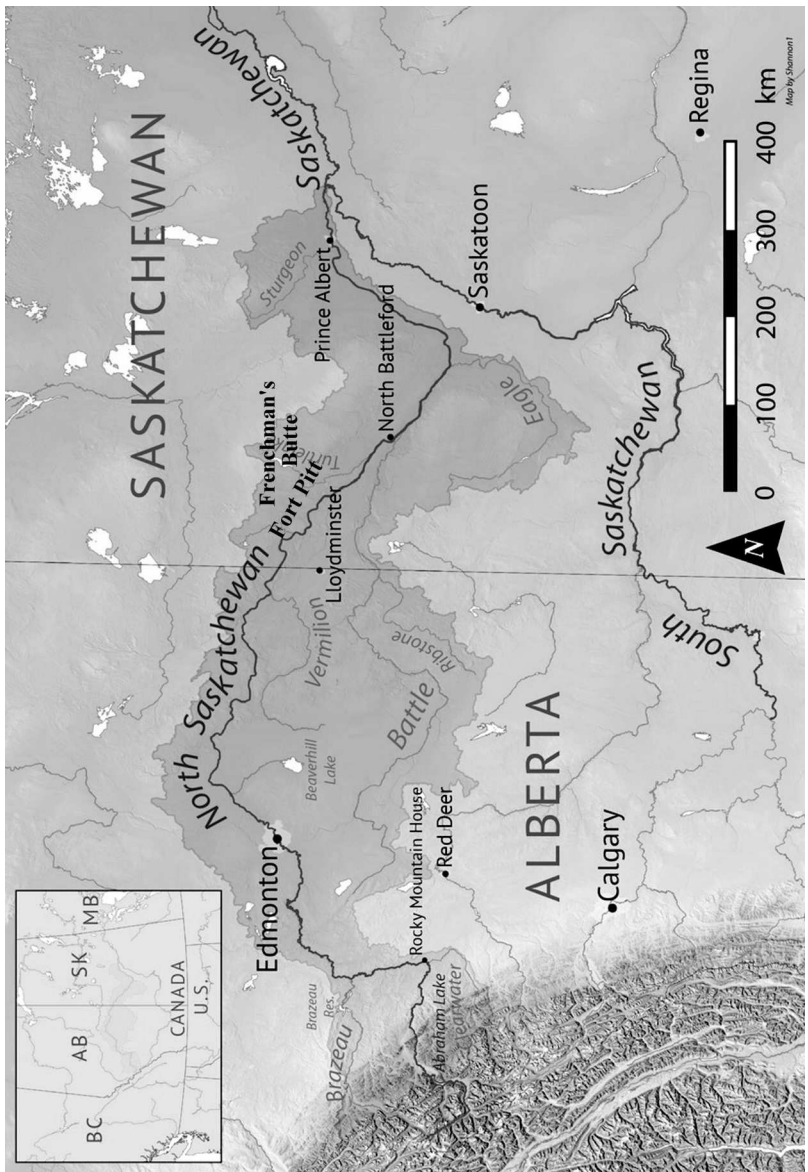 SASKATCHEWAN
Saskatchewan
Sturgeon
Prince Albert
Frenchman's
Butte
Turtle
Fort Pitt
North Battleford
Saskatoon
Eagle
Regina
North Saskatchewan
Lloydminster
Vermilion
Ribstone
Battle
Beaverhill
Lake
Edmonton
ALBERTA
Red Deer
Rocky Mountain House
Calgary
South Saskatchewan
Brazeau
Res.
Brazeau
Abraham Lake
BC
AB
SK
MB
CANADA
U.S.
N
0 100 200 300 400 km
Map by Shannon1